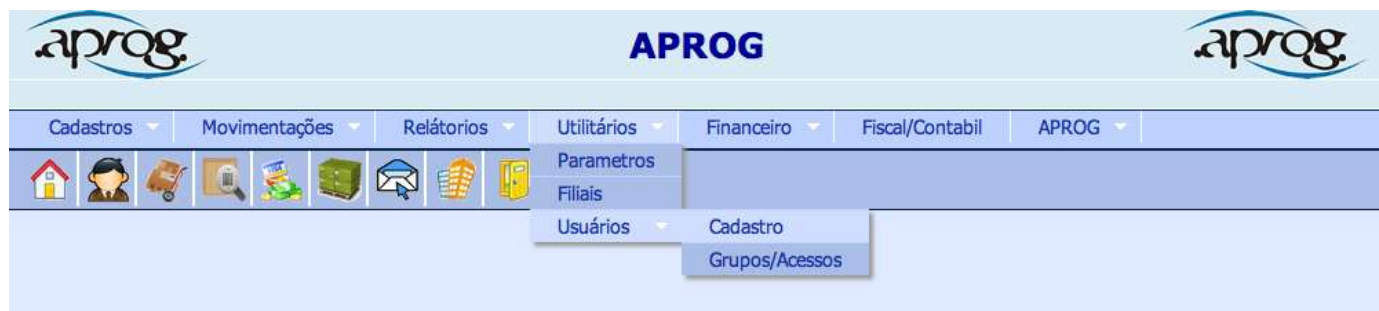 .aprog. APROG .aprog.
Cadastros Movimentações Relátorios Utilitários Financeiro Fiscal/Contabil APROG
Parametros
Filiais
Usuários Cadastro
Grupos/Acessos